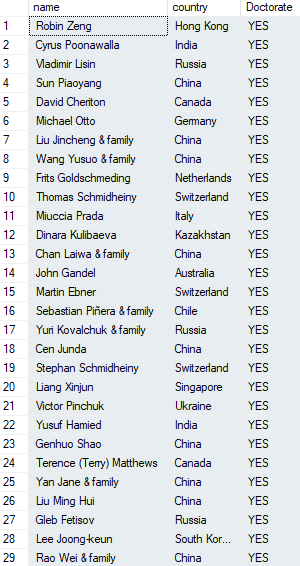 name country Doctorate
1 Robin Zeng Hong Kong YES
2 Cyrus Poonawalla India YES
3 Vladimir Lisin Russia YES
4 Sun Piaoyang China YES
5 David Cheriton Canada YES
6 Michael Otto Germany YES
7 Liu Jincheng & family China YES
8 Wang Yusuo & family China YES
9 Frits Goldschmeding Netherlands YES
10 Thomas Schmidheiny Switzerland YES
11 Miuccia Prada Italy YES
12 Dinara Kulibaeva Kazakhstan YES
13 Chan Laiwa & family China YES
14 John Gandel Australia YES
15 Martin Ebner Switzerland YES
16 Sebastian Piñera & family Chile YES
17 Yuri Kovalchuk & family Russia YES
18 Cen Junda China YES
19 Stephan Schmidheiny Switzerland YES
20 Liang Xinjun Singapore YES
21 Victor Pinchuk Ukraine YES
22 Yusuf Hamied India YES
23 Genhuo Shao China YES
24 Terence (Terry) Matthews Canada YES
25 Yan Jane & family China YES
26 Liu Ming Hui China YES
27 Gleb Fetisov Russia YES
28 Lee Joong-keun South Kor... YES
29 Rao Wei & family China YES